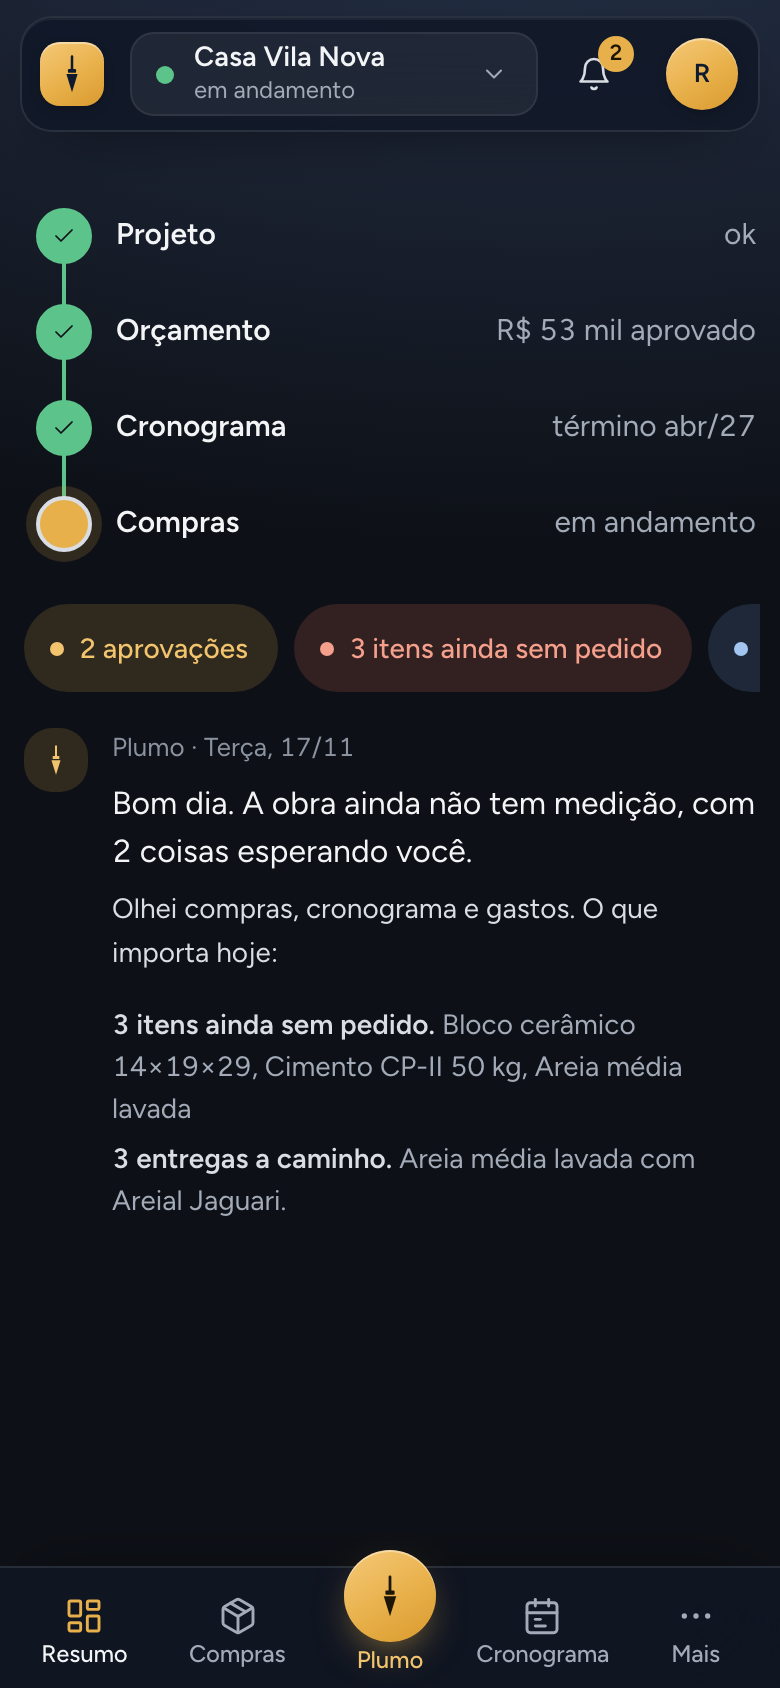 Casa Vila Nova
em andamento
2
R
Projeto
ok
Orçamento
R$ 53 mil aprovado
Cronograma
término abr/27
Compras
em andamento
2 aprovações
3 itens ainda sem pedido
Plumo · Terça, 17/11
Bom dia. A obra ainda não tem medição, com
2 coisas esperando você.
Olhei compras, cronograma e gastos. O que
importa hoje:
3 itens ainda sem pedido. Bloco cerâmico
14×19×29, Cimento CP-II 50 kg, Areia média
lavada
3 entregas a caminho. Areia média lavada com
Areial Jaguari.
Resumo
Compras
Plumo
Cronograma
Mais